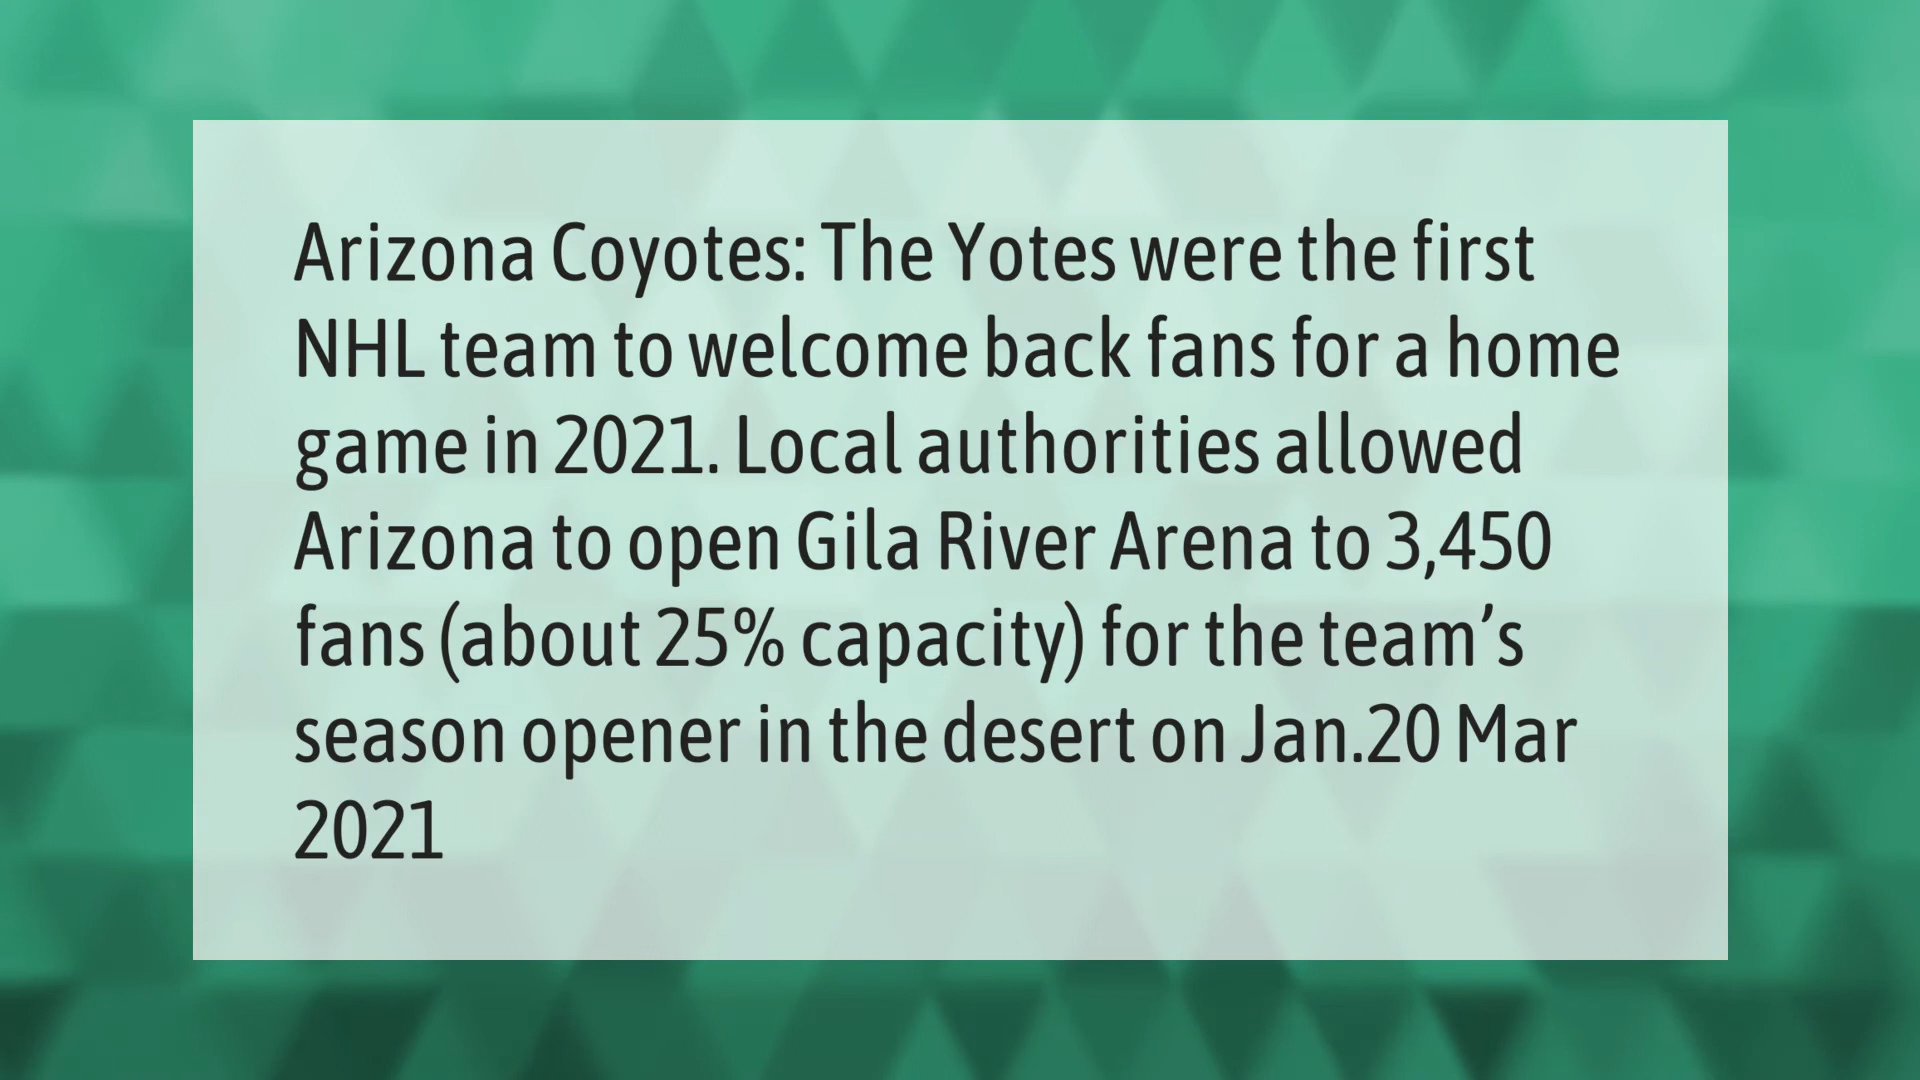 Arizona Coyotes: The Yotes were the first
NHL team to welcome back fans for a home
game in 2021. Local authorities allowed
Arizona to open Gila River Arena to 3,450
fans (about 25% capacity) for the team’s
season opener in the desert on Jan.20 Mar
2021